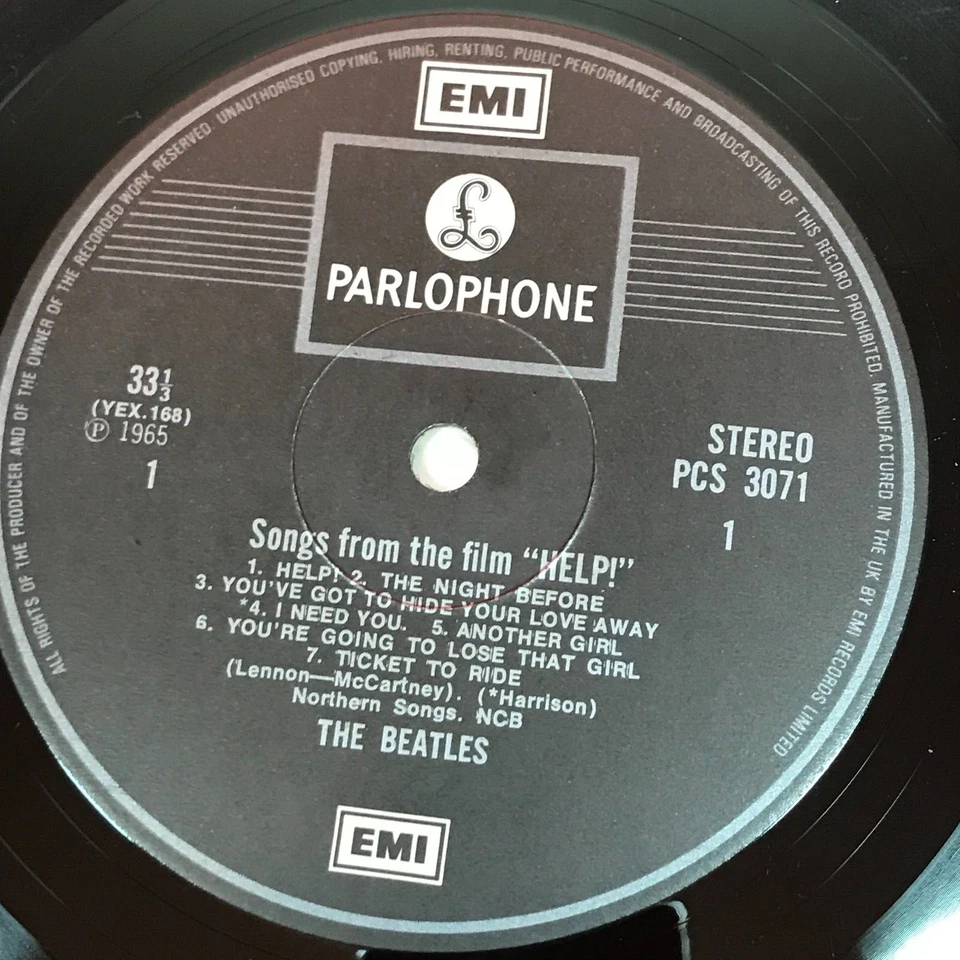 ALL RIGHTS OF THE PRODUCER AND OF THE OWNER OF THE RECORDED WORK RESERVED. UNAUTHORISED COPYING, HIRING, RENTING, PUBLIC PERFORMANCE AND BROADCASTING OF THIS RECORD PROHIBITED. MANUFACTURED IN THE UK BY EMI RECORDS LIMITED
EMI
£
PARLOPHONE
33⅓
(YEX.168)
℗ 1965
1
STEREO
PCS 3071
1
Songs from the film “HELP!”
1. HELP! 2. THE NIGHT BEFORE
3. YOU'VE GOT TO HIDE YOUR LOVE AWAY
*4. I NEED YOU. 5. ANOTHER GIRL
6. YOU'RE GOING TO LOSE THAT GIRL
7. TICKET TO RIDE
(Lennon—McCartney). (*Harrison)
Northern Songs. NCB
THE BEATLES
EMI